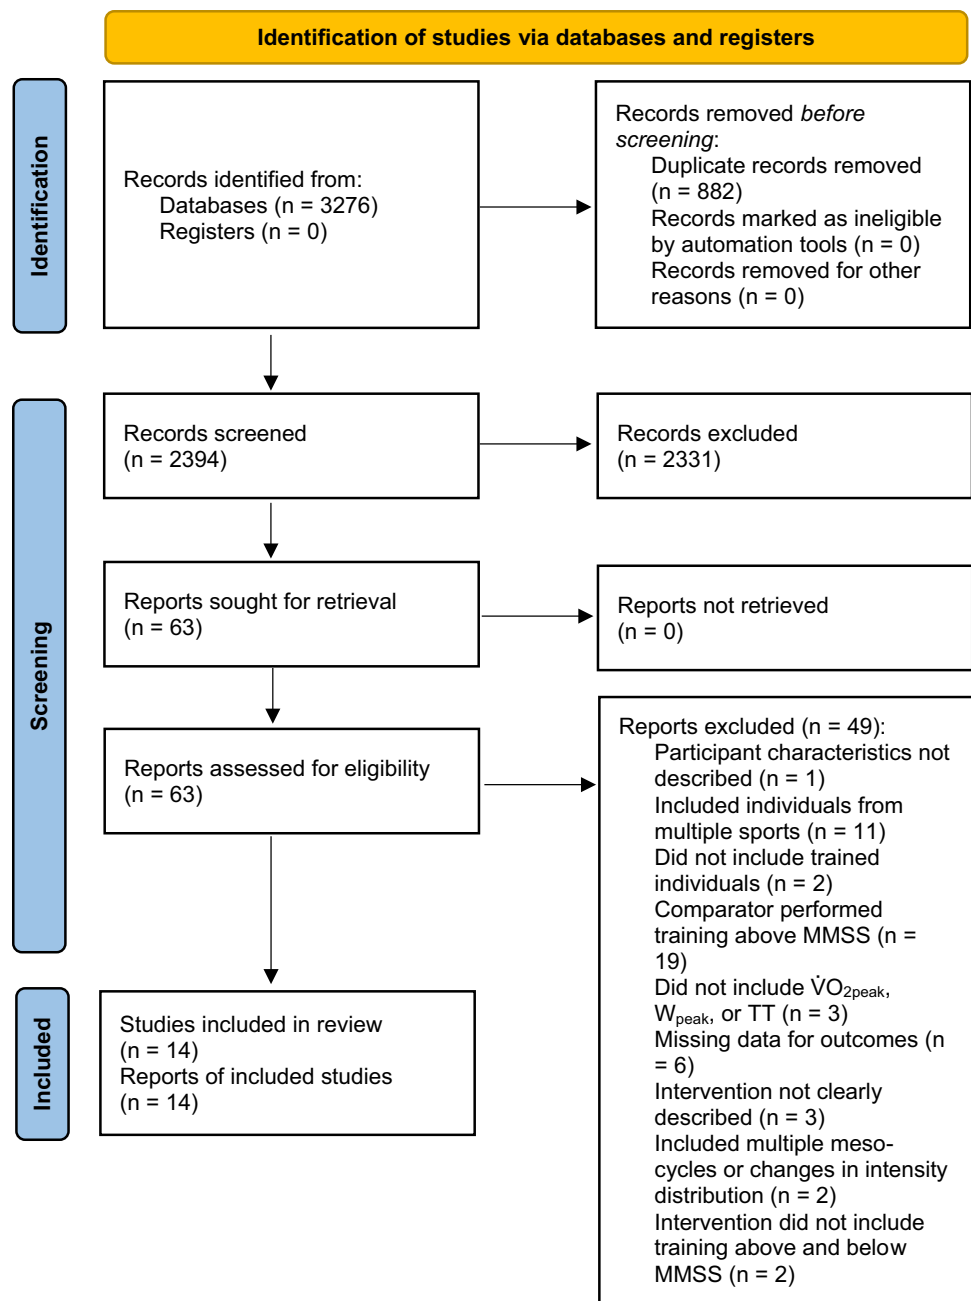 Identification of studies via databases and registers
Identification
Records identified from:
Databases (n = 3276)
Registers (n = 0)
Records removed before
screening:
Duplicate records removed
(n = 882)
Records marked as ineligible
by automation tools (n = 0)
Records removed for other
reasons (n = 0)
Screening
Records screened
(n = 2394)
Records excluded
(n = 2331)
Reports sought for retrieval
(n = 63)
Reports not retrieved
(n = 0)
Reports assessed for eligibility
(n = 63)
Reports excluded (n = 49):
Participant characteristics not
described (n = 1)
Included individuals from
multiple sports (n = 11)
Did not include trained
individuals (n = 2)
Comparator performed
training above MMSS (n =
19)
Did not include V̇O2peak,
Wpeak, or TT (n = 3)
Missing data for outcomes (n
= 6)
Intervention not clearly
described (n = 3)
Included multiple meso-
cycles or changes in intensity
distribution (n = 2)
Intervention did not include
training above and below
MMSS (n = 2)
Included
Studies included in review
(n = 14)
Reports of included studies
(n = 14)